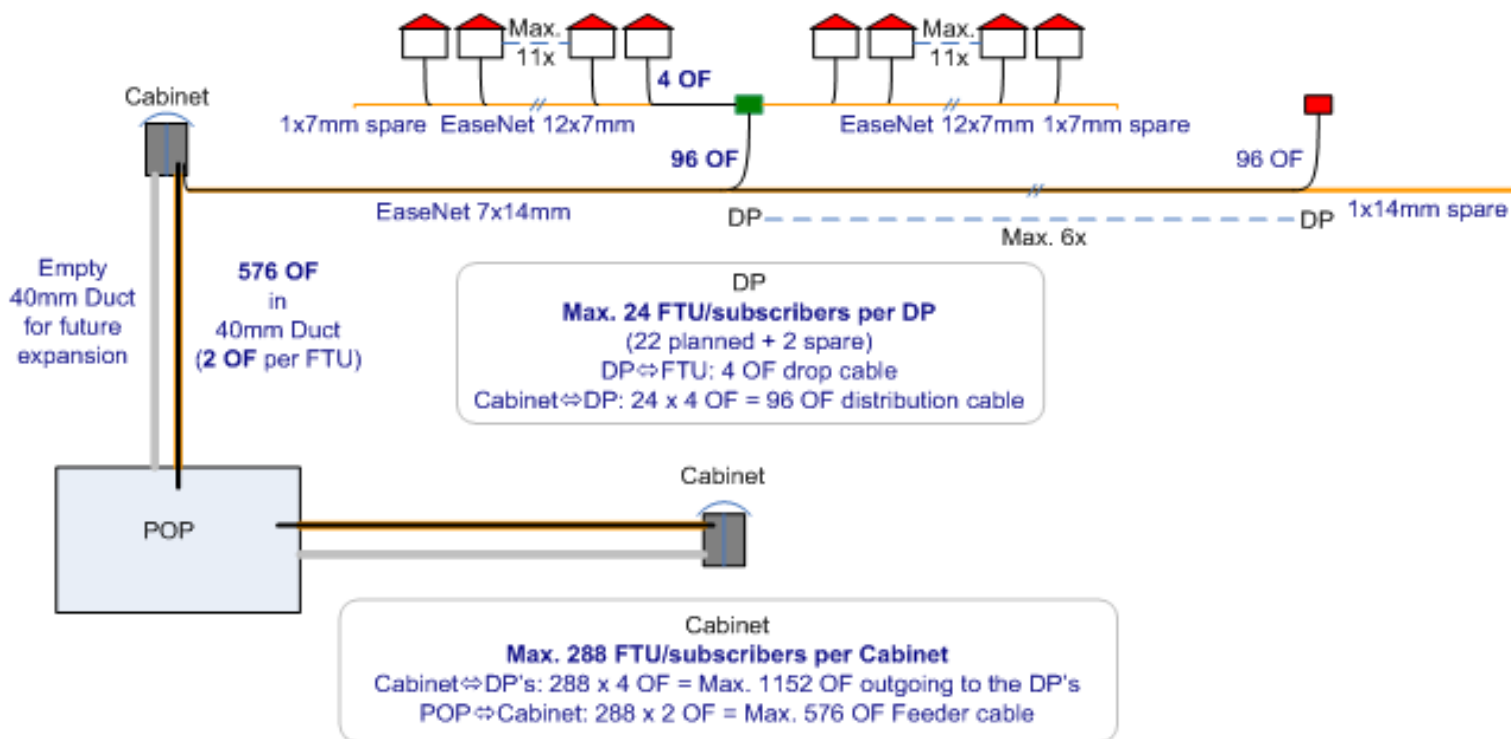 Max.
11x
Max.
11x
Cabinet
4 OF
1x7mm spare
EaseNet 12x7mm
EaseNet 12x7mm
1x7mm spare
96 OF
96 OF
EaseNet 7x14mm
DP
DP
1x14mm spare
Max. 6x
Empty
40mm Duct
for future
expansion
576 OF
in
40mm Duct
(2 OF per FTU)
DP
Max. 24 FTU/subscribers per DP
(22 planned + 2 spare)
DP⇔FTU: 4 OF drop cable
Cabinet⇔DP: 24 x 4 OF = 96 OF distribution cable
POP
Cabinet
Cabinet
Max. 288 FTU/subscribers per Cabinet
Cabinet⇔DP's: 288 x 4 OF = Max. 1152 OF outgoing to the DP's
POP⇔Cabinet: 288 x 2 OF = Max. 576 OF Feeder cable